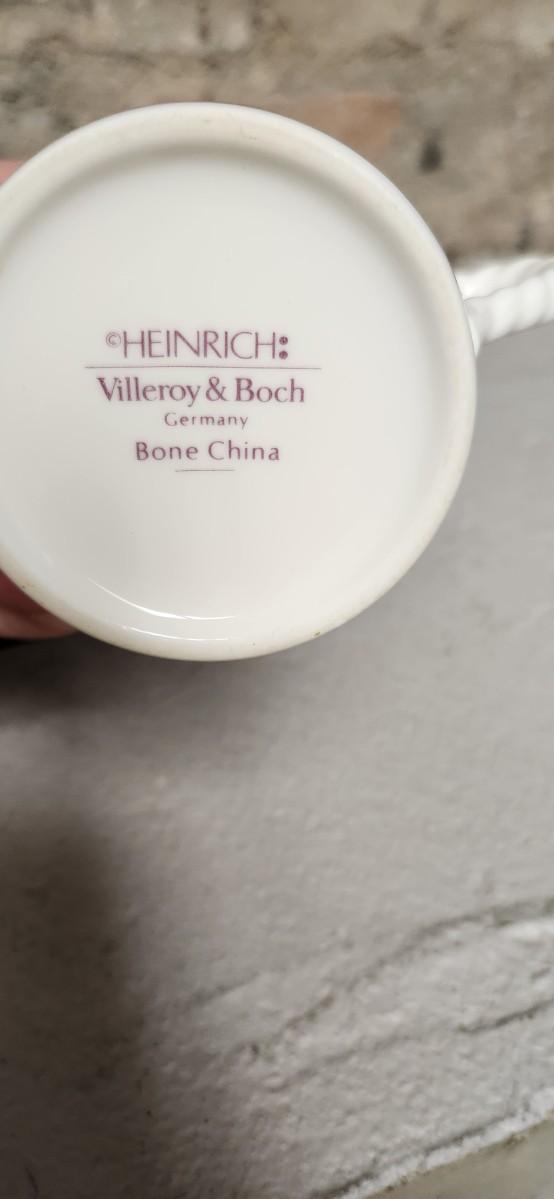 ©HEINRICH:
Villeroy & Boch
Germany
Bone China